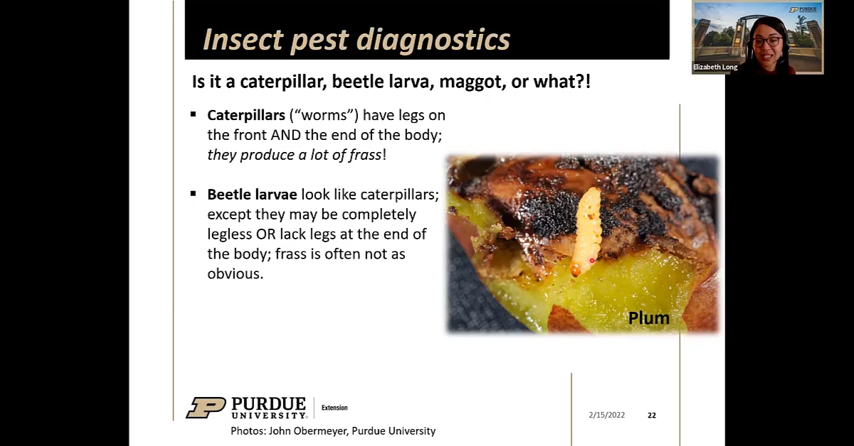 Insect pest diagnostics
PURDUE
Elizabeth Long
Is it a caterpillar, beetle larva, maggot, or what?!
▪ Caterpillars (“worms”) have legs on
the front AND the end of the body;
they produce a lot of frass!
▪ Beetle larvae look like caterpillars;
except they may be completely
legless OR lack legs at the end of
the body; frass is often not as
obvious.
Plum
PURDUE
UNIVERSITY
Extension
2/15/2022
22
Photos: John Obermeyer, Purdue University